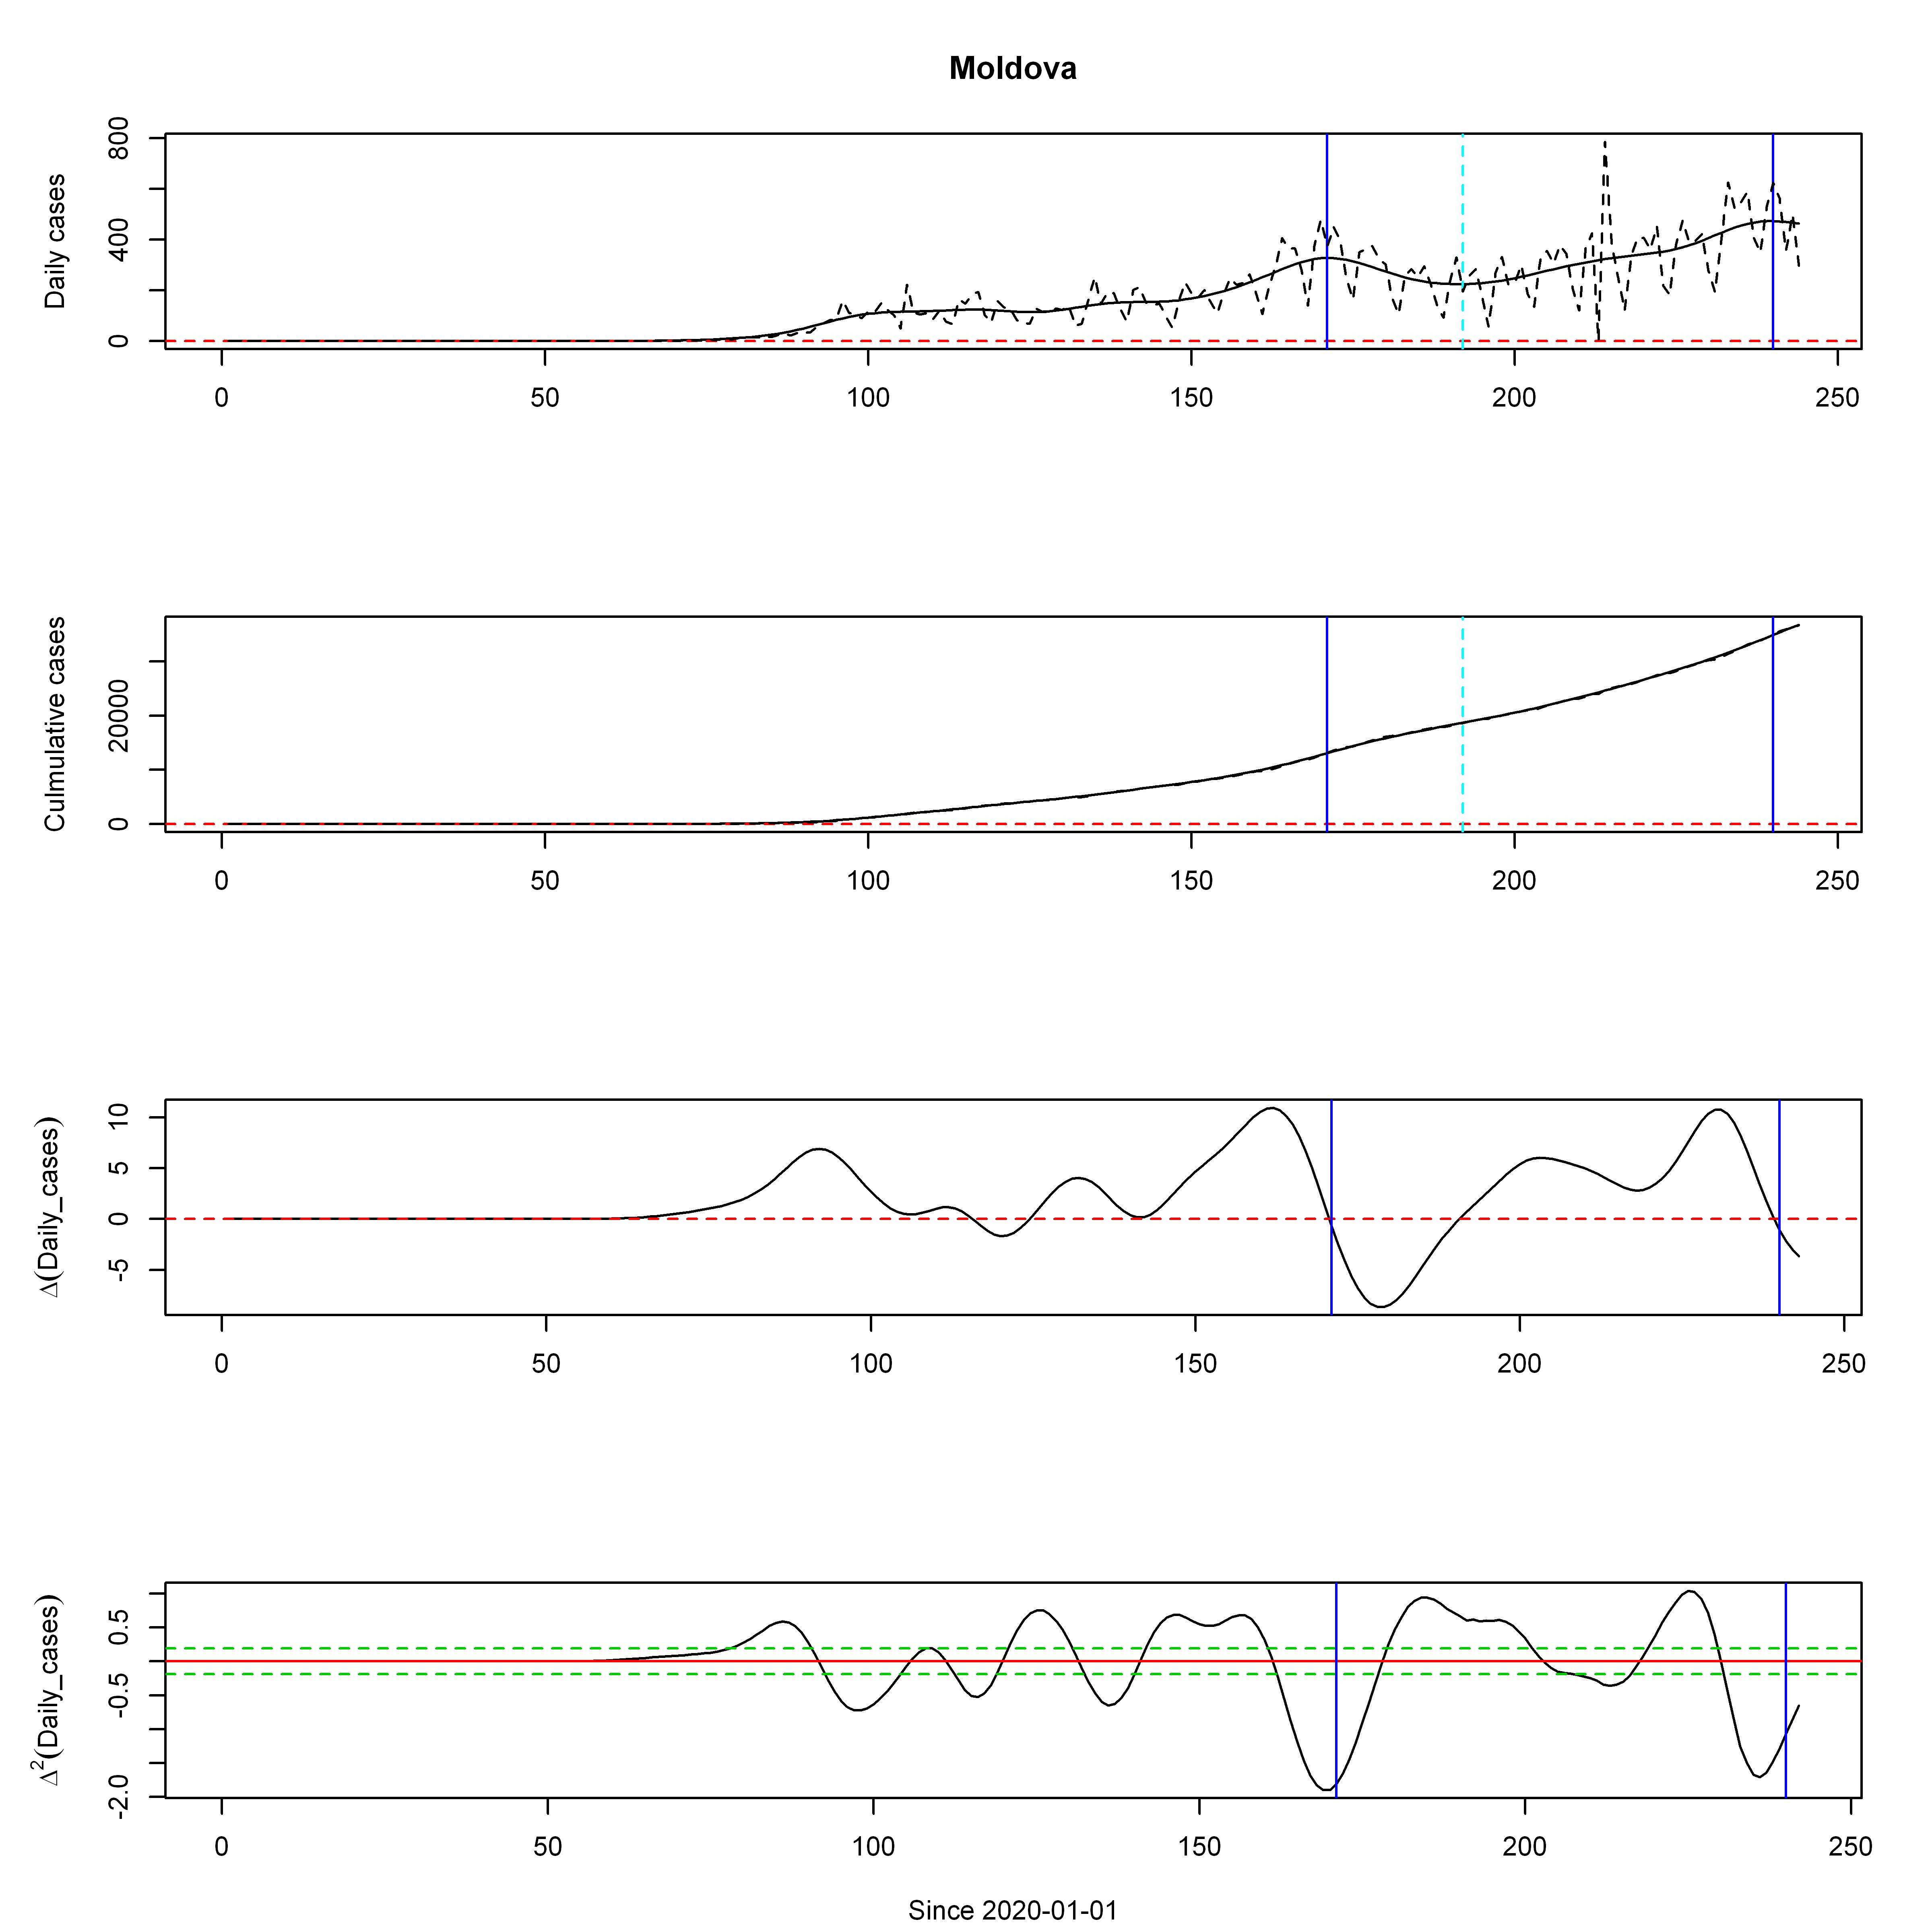 Moldova
Daily cases
0 400 800
0 50 100 150 200 250
Culmulative cases
0 20000
0 50 100 150 200 250
Δ(Daily_cases)
-5 0 5 10
0 50 100 150 200 250
Δ²(Daily_cases)
-2.0 -0.5 0.5
0 50 100 150 200 250
Since 2020-01-01